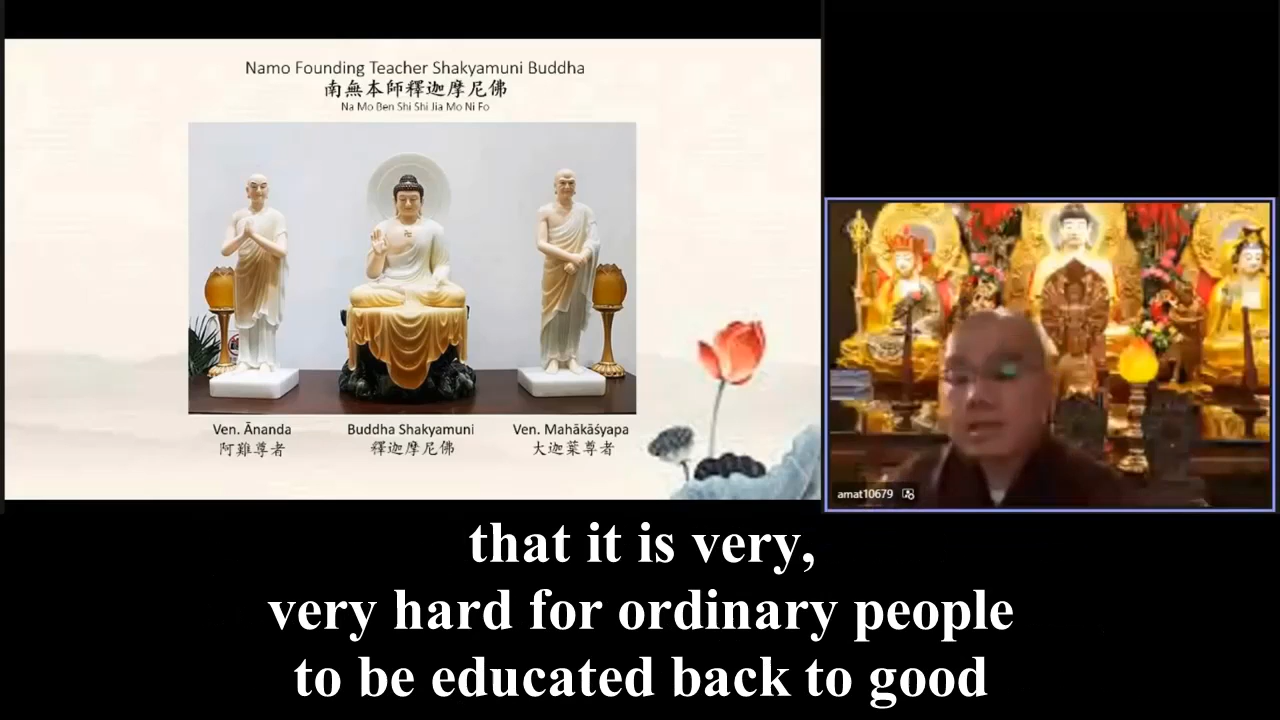 Namo Founding Teacher Shakyamuni Buddha
南無本師釋迦摩尼佛
Na Mo Ben Shi Shi Jia Mo Ni Fo
Ven. Ānanda
阿難尊者
Buddha Shakyamuni
釋迦摩尼佛
Ven. Mahākāśyapa
大迦葉尊者
amat10679
that it is very,
very hard for ordinary people
to be educated back to good